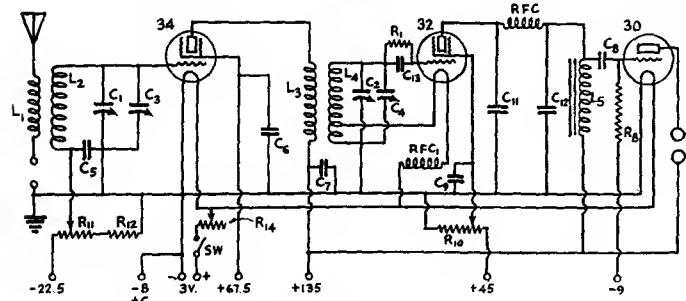 34
32
RFC
30
R1
C8
L1
L2
C1
C3
L3
L4
C2
C13
C4
C11
C12
L5
C5
C6
C7
RFC1
C9
R8
R11
R12
R14
SW
R10
-22.5
-B
+C
-
3V.
+
+67.5
+135
+45
-9